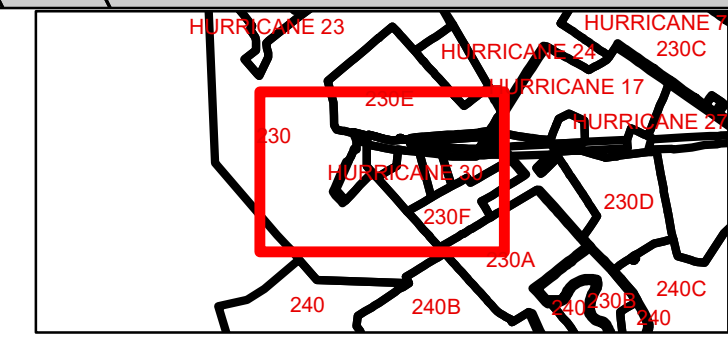 HURRICANE 23
HURRICANE 7
HURRICANE 24
230C
HURRICANE 17
230E
HURRICANE 27
230
HURRICANE 30
230D
230F
230A
240C
240
240B
240
230B
240